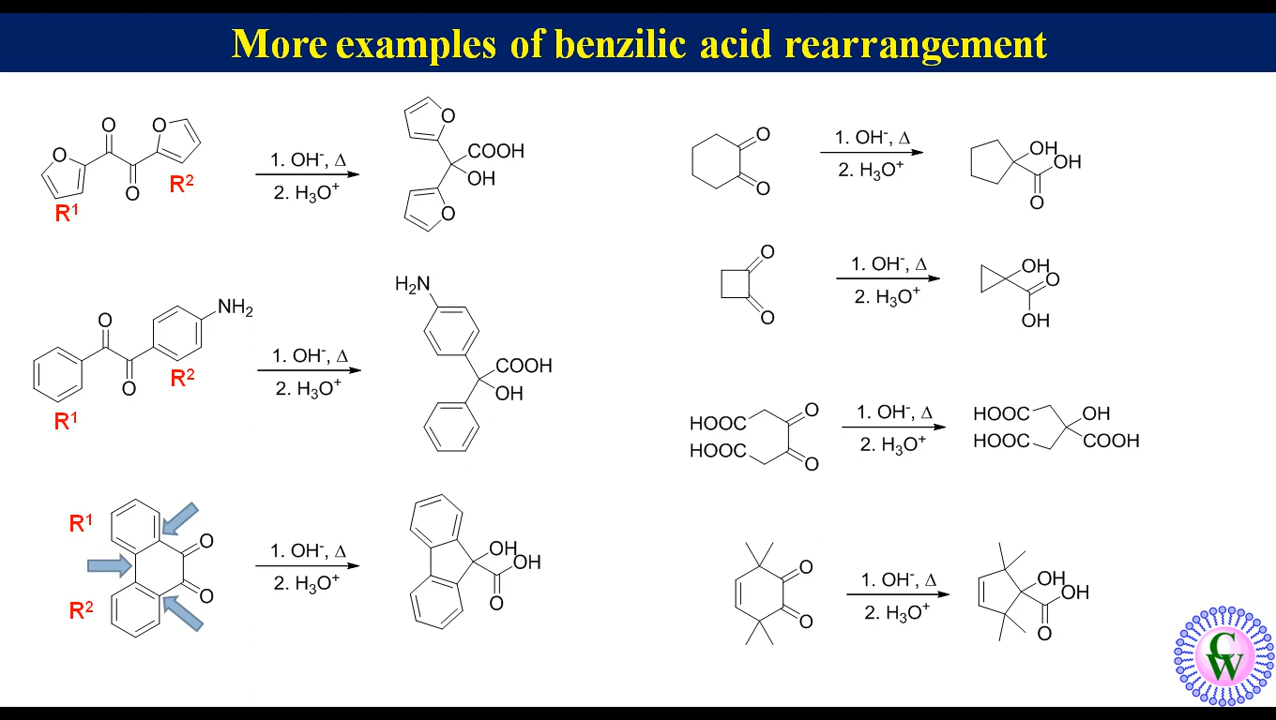 More examples of benzilic acid rearrangement
O
O
O
O
R¹
R²
1. OH⁻, Δ
2. H₃O⁺
O
COOH
OH
O
O
O
1. OH⁻, Δ
2. H₃O⁺
OH
OH
O
O
O
1. OH⁻, Δ
2. H₃O⁺
OH
O
OH
O
O
NH₂
R¹
R²
1. OH⁻, Δ
2. H₃O⁺
H₂N
COOH
OH
HOOC
HOOC
O
O
1. OH⁻, Δ
2. H₃O⁺
HOOC
OH
HOOC
COOH
R¹
R²
O
O
1. OH⁻, Δ
2. H₃O⁺
OH
OH
O
O
O
1. OH⁻, Δ
2. H₃O⁺
OH
OH
O
CW